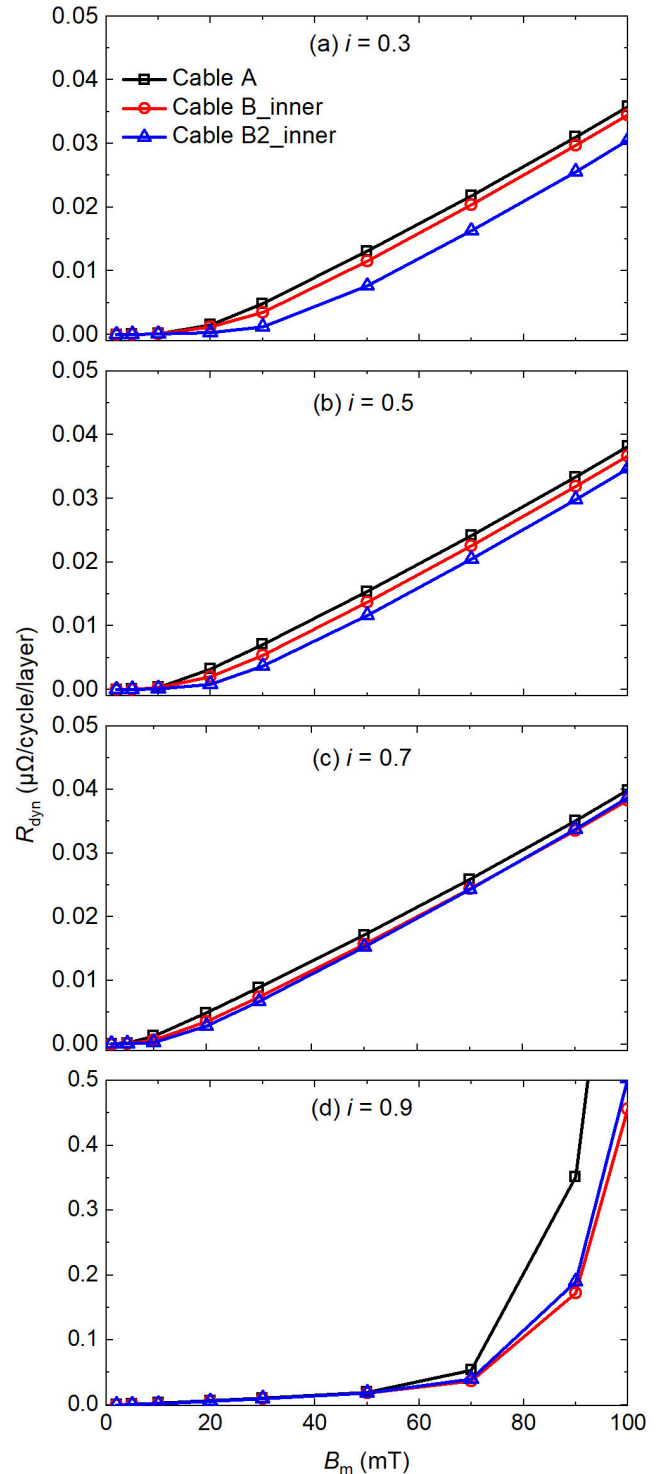 (a) i = 0.3
Cable A
Cable B_inner
Cable B2_inner
0.05
0.04
0.03
0.02
0.01
0.00
(b) i = 0.5
0.05
0.04
0.03
0.02
0.01
0.00
(c) i = 0.7
0.05
0.04
0.03
0.02
0.01
0.00
(d) i = 0.9
0.5
0.4
0.3
0.2
0.1
0.0
0 20 40 60 80 100
Rdyn (μΩ/cycle/layer)
Bm (mT)